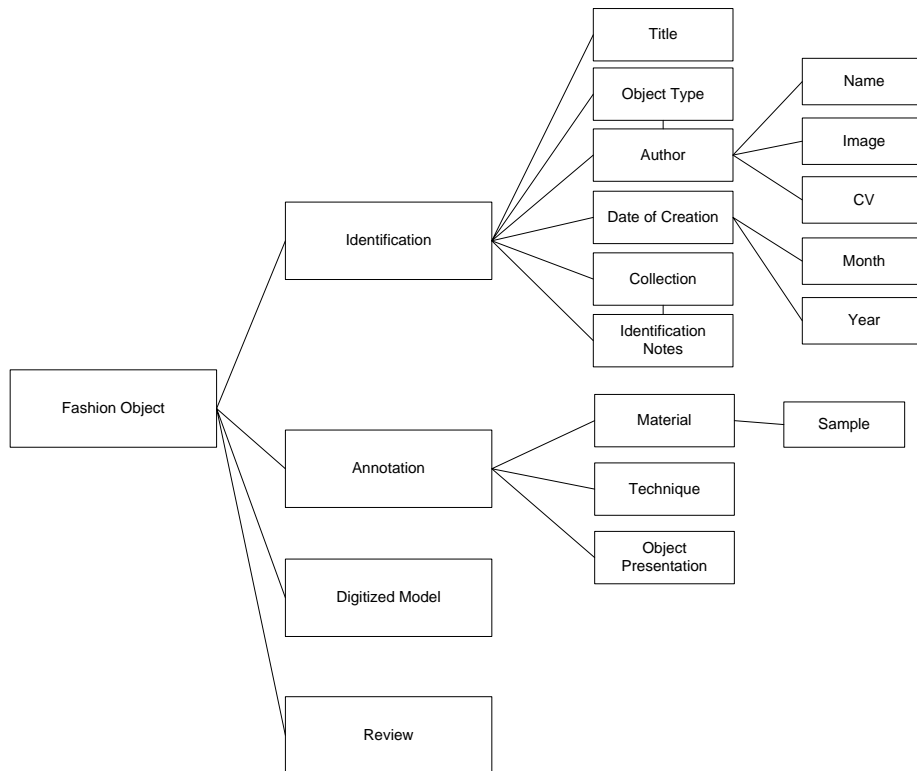 Title
Object Type
Name
Author
Image
CV
Identification
Date of Creation
Month
Collection
Year
Identification
Notes
Fashion Object
Material
Sample
Annotation
Technique
Object
Presentation
Digitized Model
Review